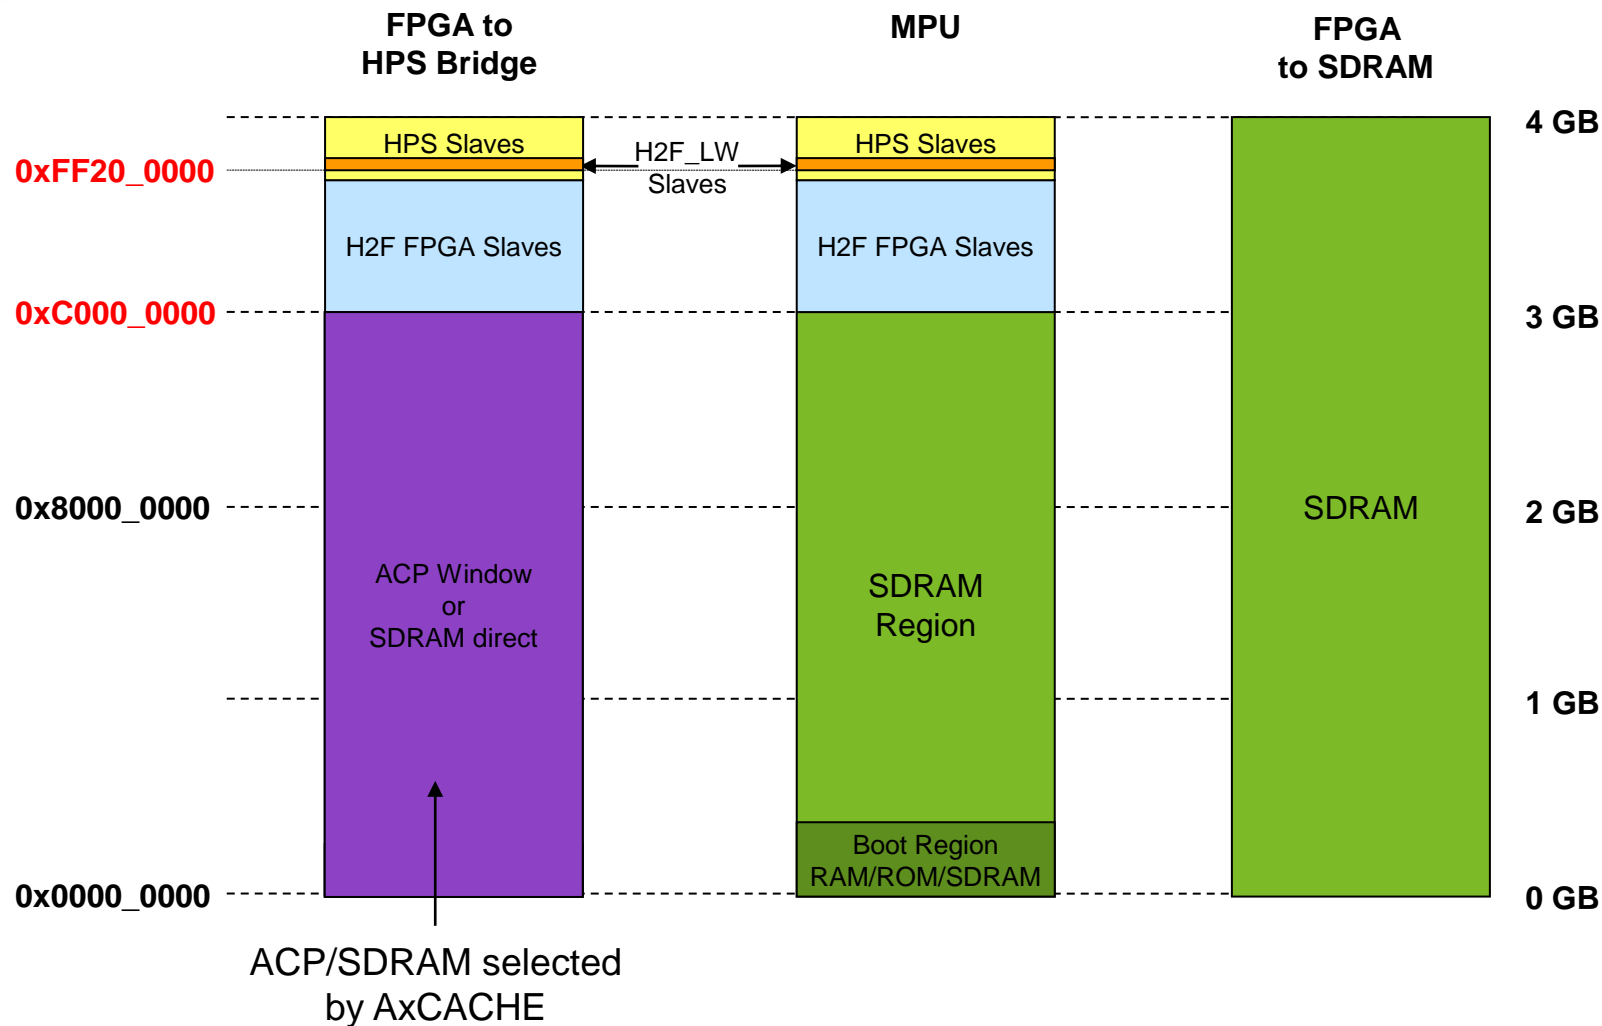 FPGA to
HPS Bridge
MPU
FPGA
to SDRAM
4 GB
HPS Slaves
H2F_LW
Slaves
HPS Slaves
0xFF20_0000
H2F FPGA Slaves
H2F FPGA Slaves
0xC000_0000
3 GB
0x8000_0000
SDRAM
2 GB
ACP Window
or
SDRAM direct
SDRAM
Region
1 GB
Boot Region
RAM/ROM/SDRAM
0x0000_0000
0 GB
ACP/SDRAM selected
by AxCACHE